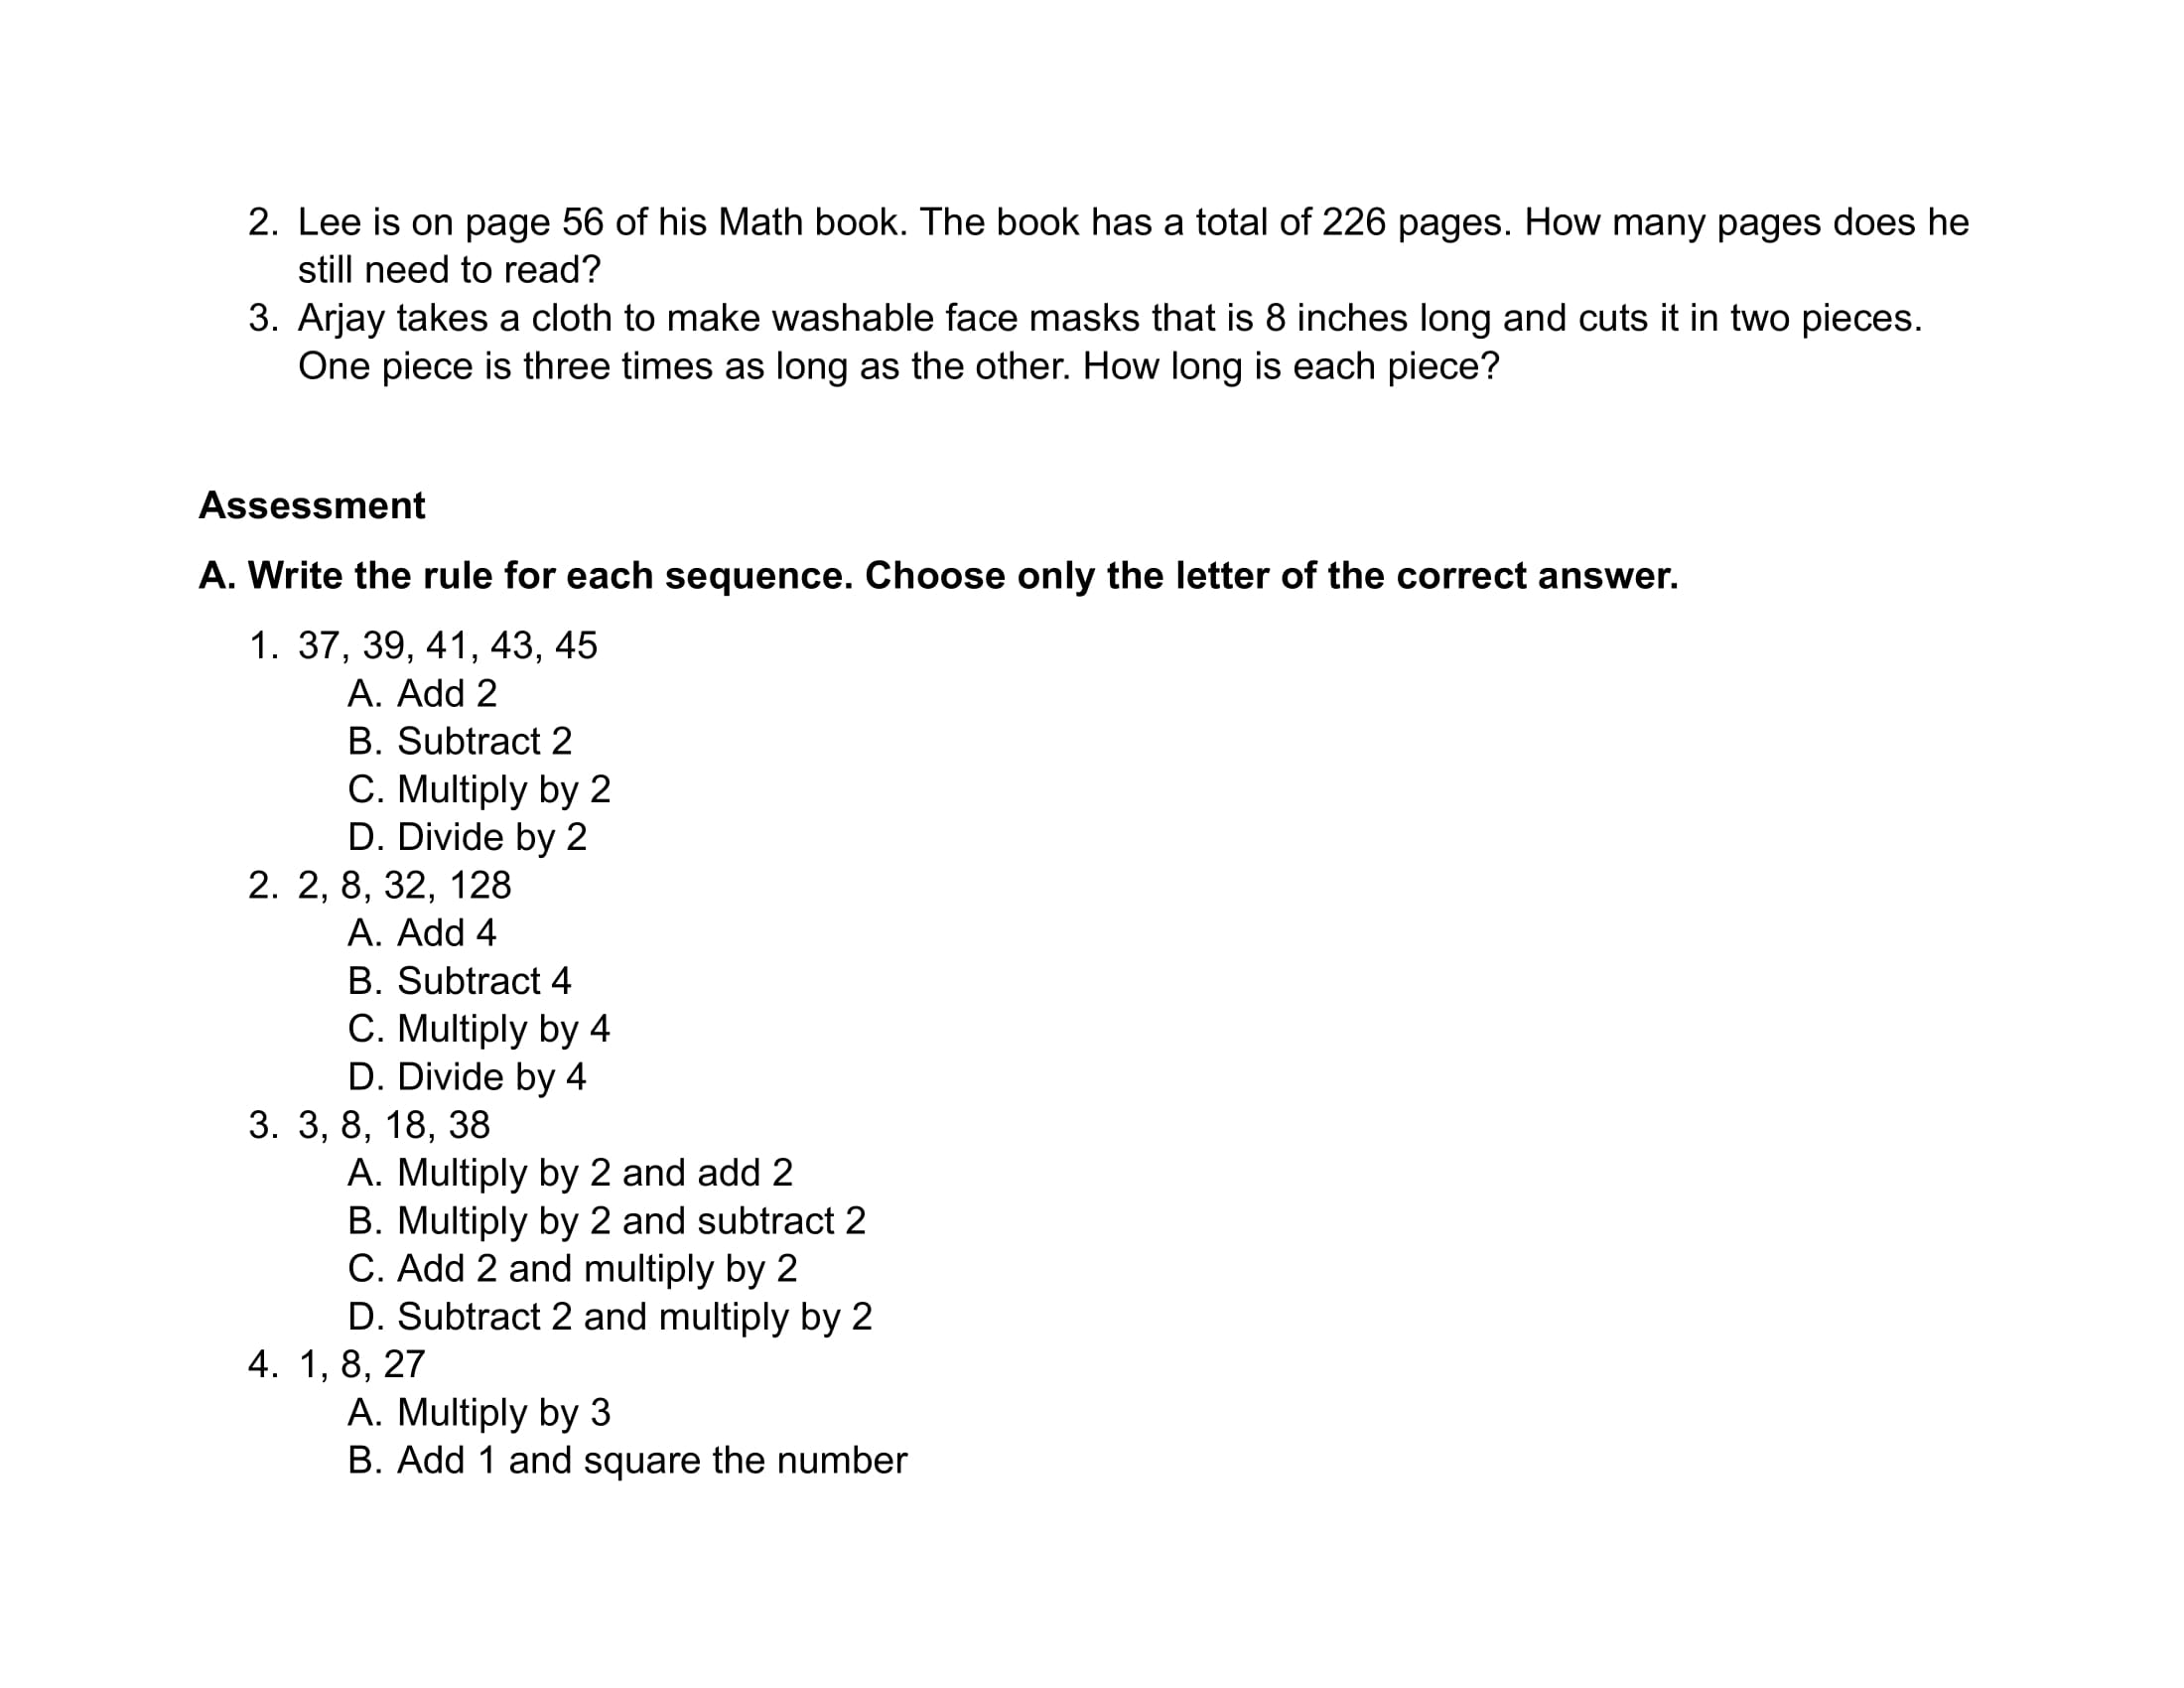 2. Lee is on page 56 of his Math book. The book has a total of 226 pages. How many pages does he
still need to read?
3. Arjay takes a cloth to make washable face masks that is 8 inches long and cuts it in two pieces.
One piece is three times as long as the other. How long is each piece?
Assessment
A. Write the rule for each sequence. Choose only the letter of the correct answer.
1. 37, 39, 41, 43, 45
A. Add 2
B. Subtract 2
C. Multiply by 2
D. Divide by 2
2. 2, 8, 32, 128
A. Add 4
B. Subtract 4
C. Multiply by 4
D. Divide by 4
3. 3, 8, 18, 38
A. Multiply by 2 and add 2
B. Multiply by 2 and subtract 2
C. Add 2 and multiply by 2
D. Subtract 2 and multiply by 2
4. 1, 8, 27
A. Multiply by 3
B. Add 1 and square the number